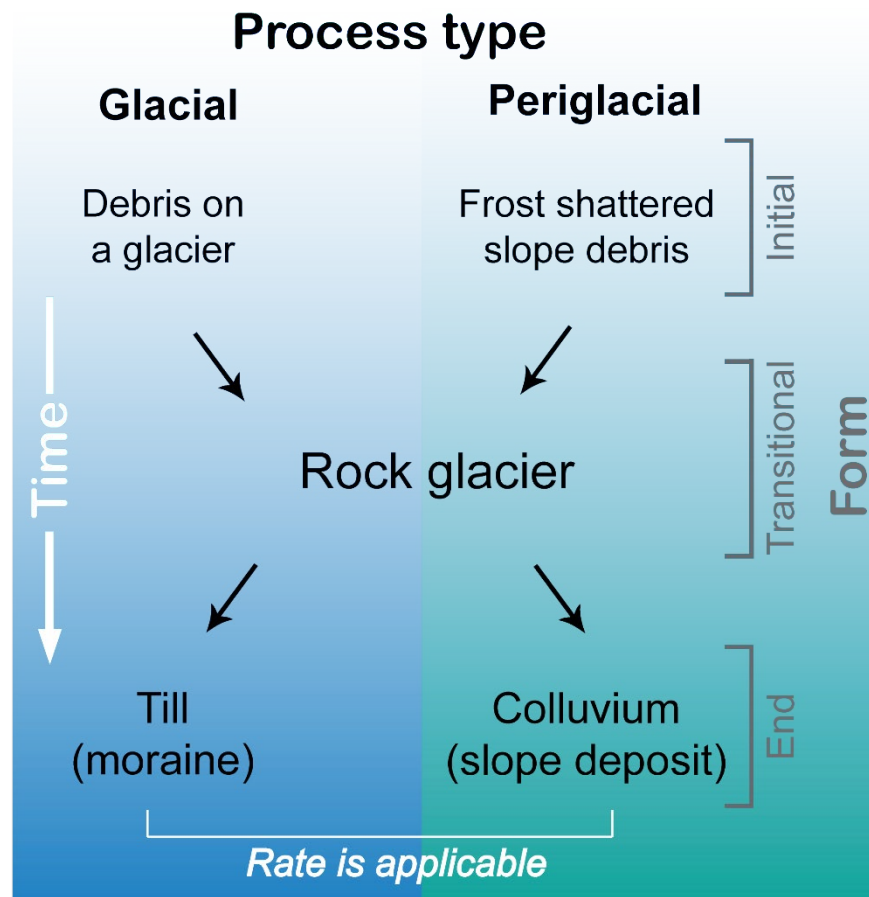 Process type
Glacial
Periglacial
Debris on
a glacier
Frost shattered
slope debris
Initial
Time
Rock glacier
Transitional
Form
Till
(moraine)
Colluvium
(slope deposit)
End
Rate is applicable